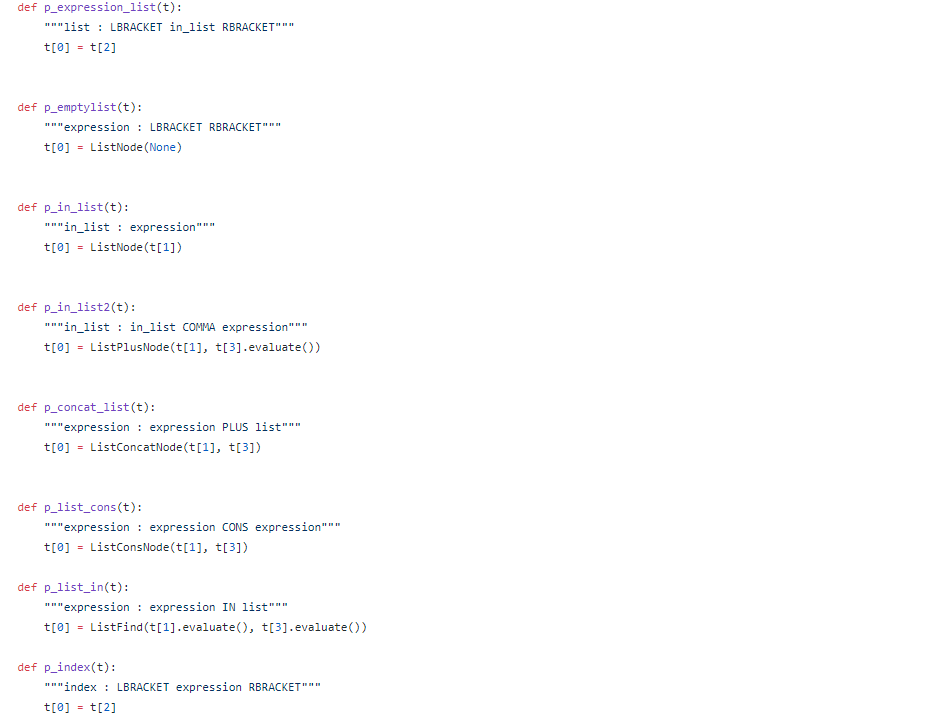 def p_expression_list(t):
    """list : LBRACKET in_list RBRACKET"""
    t[0] = t[2]
def p_emptylist(t):
    """expression : LBRACKET RBRACKET"""
    t[0] = ListNode(None)
def p_in_list(t):
    """in_list : expression"""
    t[0] = ListNode(t[1])
def p_in_list2(t):
    """in_list : in_list COMMA expression"""
    t[0] = ListPlusNode(t[1], t[3].evaluate())
def p_concat_list(t):
    """expression : expression PLUS list"""
    t[0] = ListConcatNode(t[1], t[3])
def p_list_cons(t):
    """expression : expression CONS expression"""
    t[0] = ListConsNode(t[1], t[3])
def p_list_in(t):
    """expression : expression IN list"""
    t[0] = ListFind(t[1].evaluate(), t[3].evaluate())
def p_index(t):
    """index : LBRACKET expression RBRACKET"""
    t[0] = t[2]